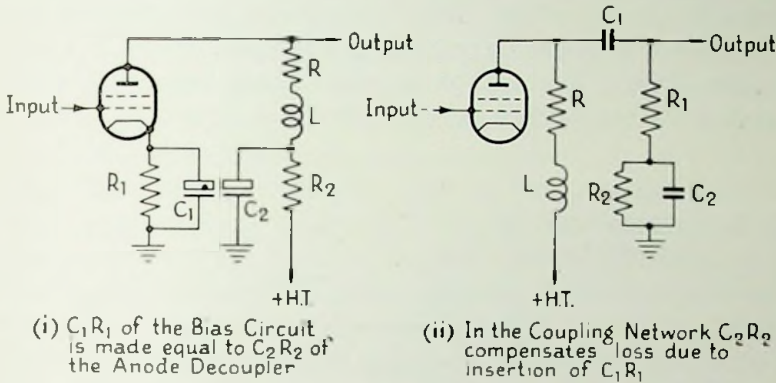 Input
Output
R
L
R₁
C₁
C₂
R₂
+H.T.
(i) C₁R₁ of the Bias Circuit
is made equal to C₂R₂ of
the Anode Decoupler
C₁
Output
Input
R
R₁
L
R₂
C₂
+H.T.
(ii) In the Coupling Network C₂R₂
compensates loss due to
insertion of C₁R₁